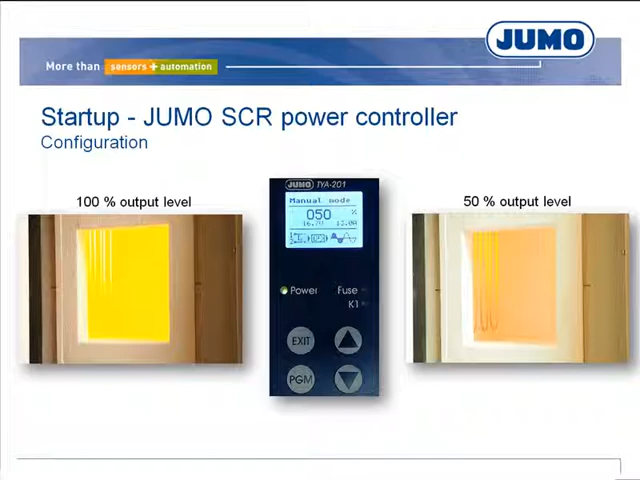 JUMO
More than sensors + automation
Startup - JUMO SCR power controller
Configuration
100 % output level
50 % output level
JUMO TYA-201
Manual mode
050 %
Power
Fuse
K1
EXIT
PGM